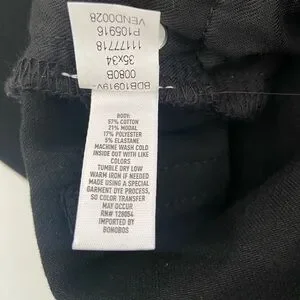 VEND0028
P105916
11177718
35x34
0080B
BDB10919V-
BODY:
57% COTTON
21% MODAL
17% POLYESTER
5% ELASTANE
MACHINE WASH COLD
INSIDE OUT WITH LIKE
COLORS
TUMBLE DRY LOW
WARM IRON IF NEEDED
MADE USING A SPECIAL
GARMENT DYE PROCESS,
SO COLOR TRANSFER
MAY OCCUR
RN# 128054
IMPORTED BY
BONOBOS